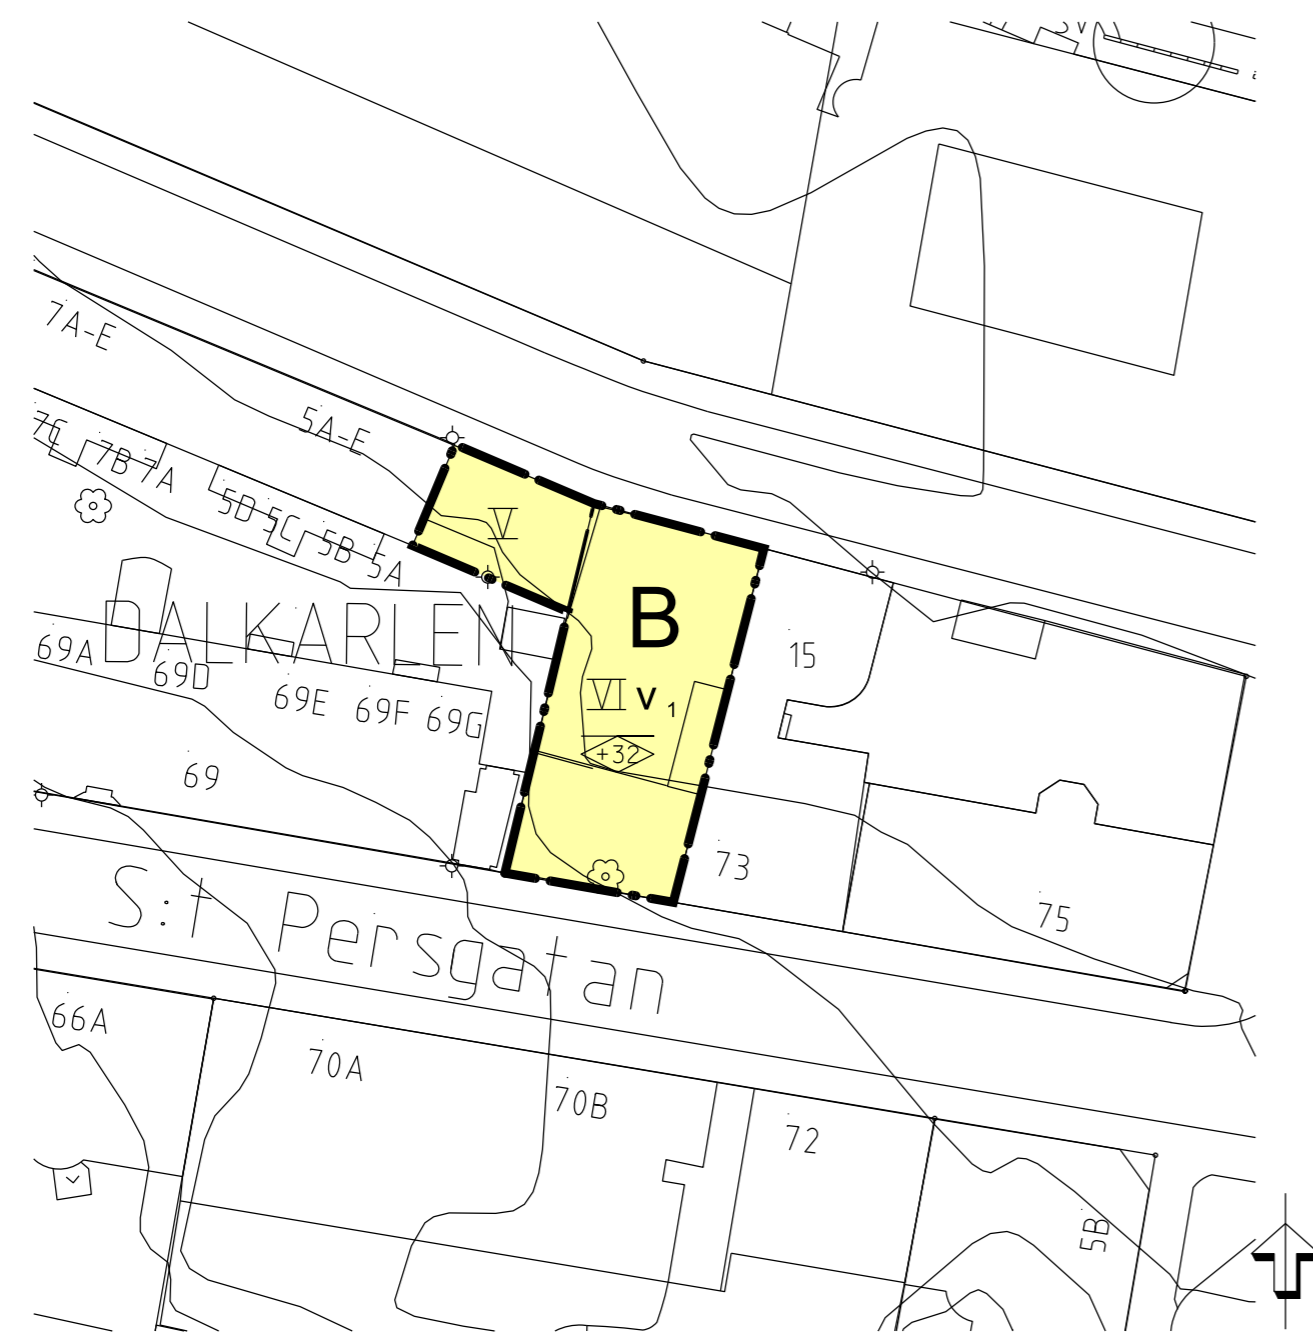 7A-E
5A-E
7C
7B
7A
5D
5C
5B
5A
V
DALKARLEN
B
15
69A
69D
69E
69F
69G
VI
v 1
+32
69
73
75
S:t Persgatan
66A
70A
70B
72
5B